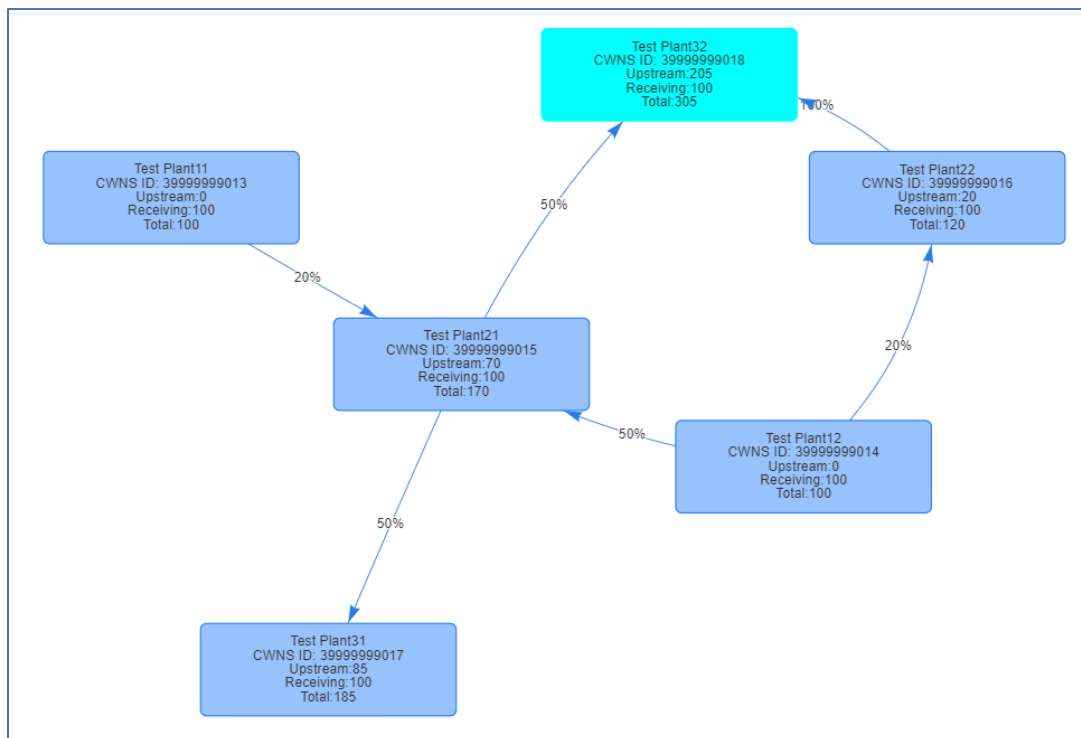 Test Plant32
CWNS ID: 39999999018
Upstream:205
Receiving:100
Total:305
100%
Test Plant11
CWNS ID: 39999999013
Upstream:0
Receiving:100
Total:100
Test Plant22
CWNS ID: 39999999016
Upstream:20
Receiving:100
Total:120
50%
20%
Test Plant21
CWNS ID: 39999999015
Upstream:70
Receiving:100
Total:170
20%
50%
Test Plant12
CWNS ID: 39999999014
Upstream:0
Receiving:100
Total:100
50%
Test Plant31
CWNS ID: 39999999017
Upstream:85
Receiving:100
Total:185